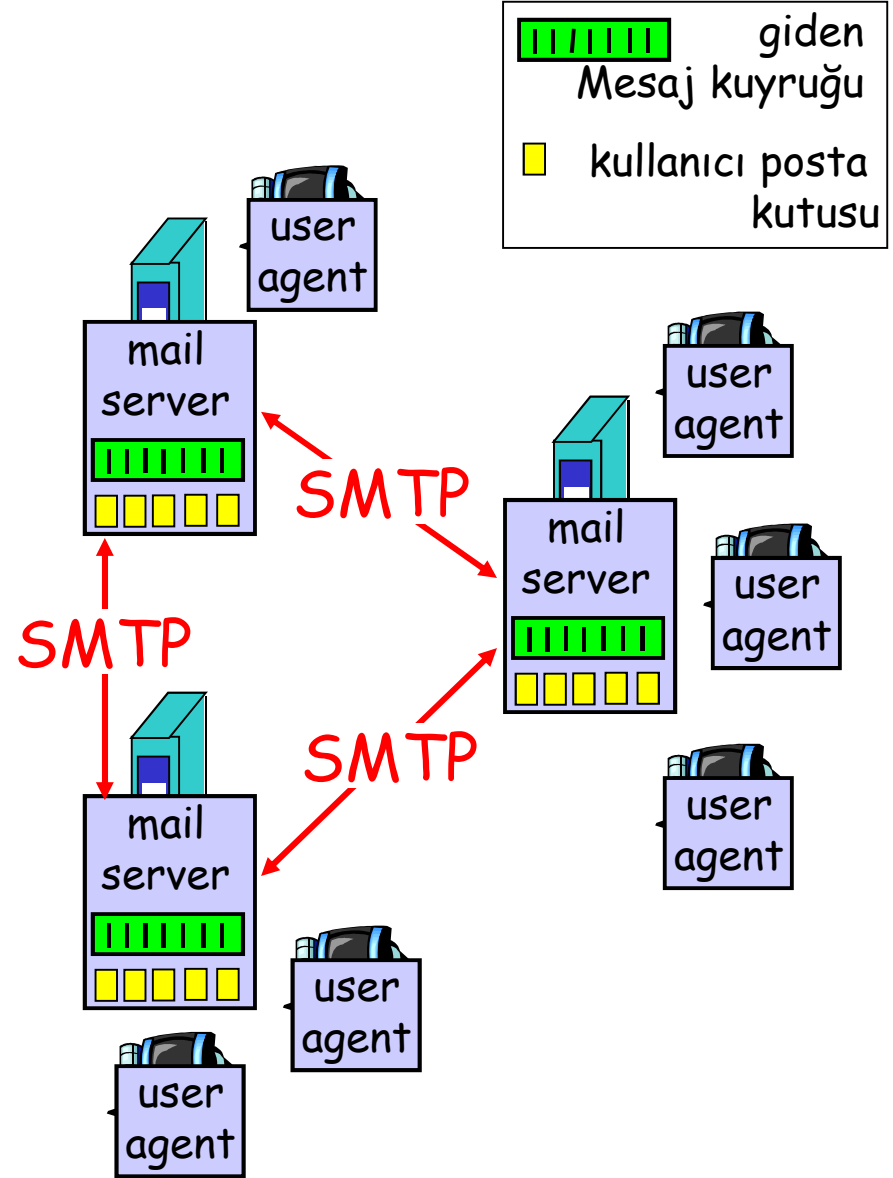 giden
Mesaj kuyruğu
kullanıcı posta
kutusu
user
agent
mail
server
user
agent
SMTP
mail
server
user
agent
SMTP
SMTP
user
agent
mail
server
user
agent
user
agent